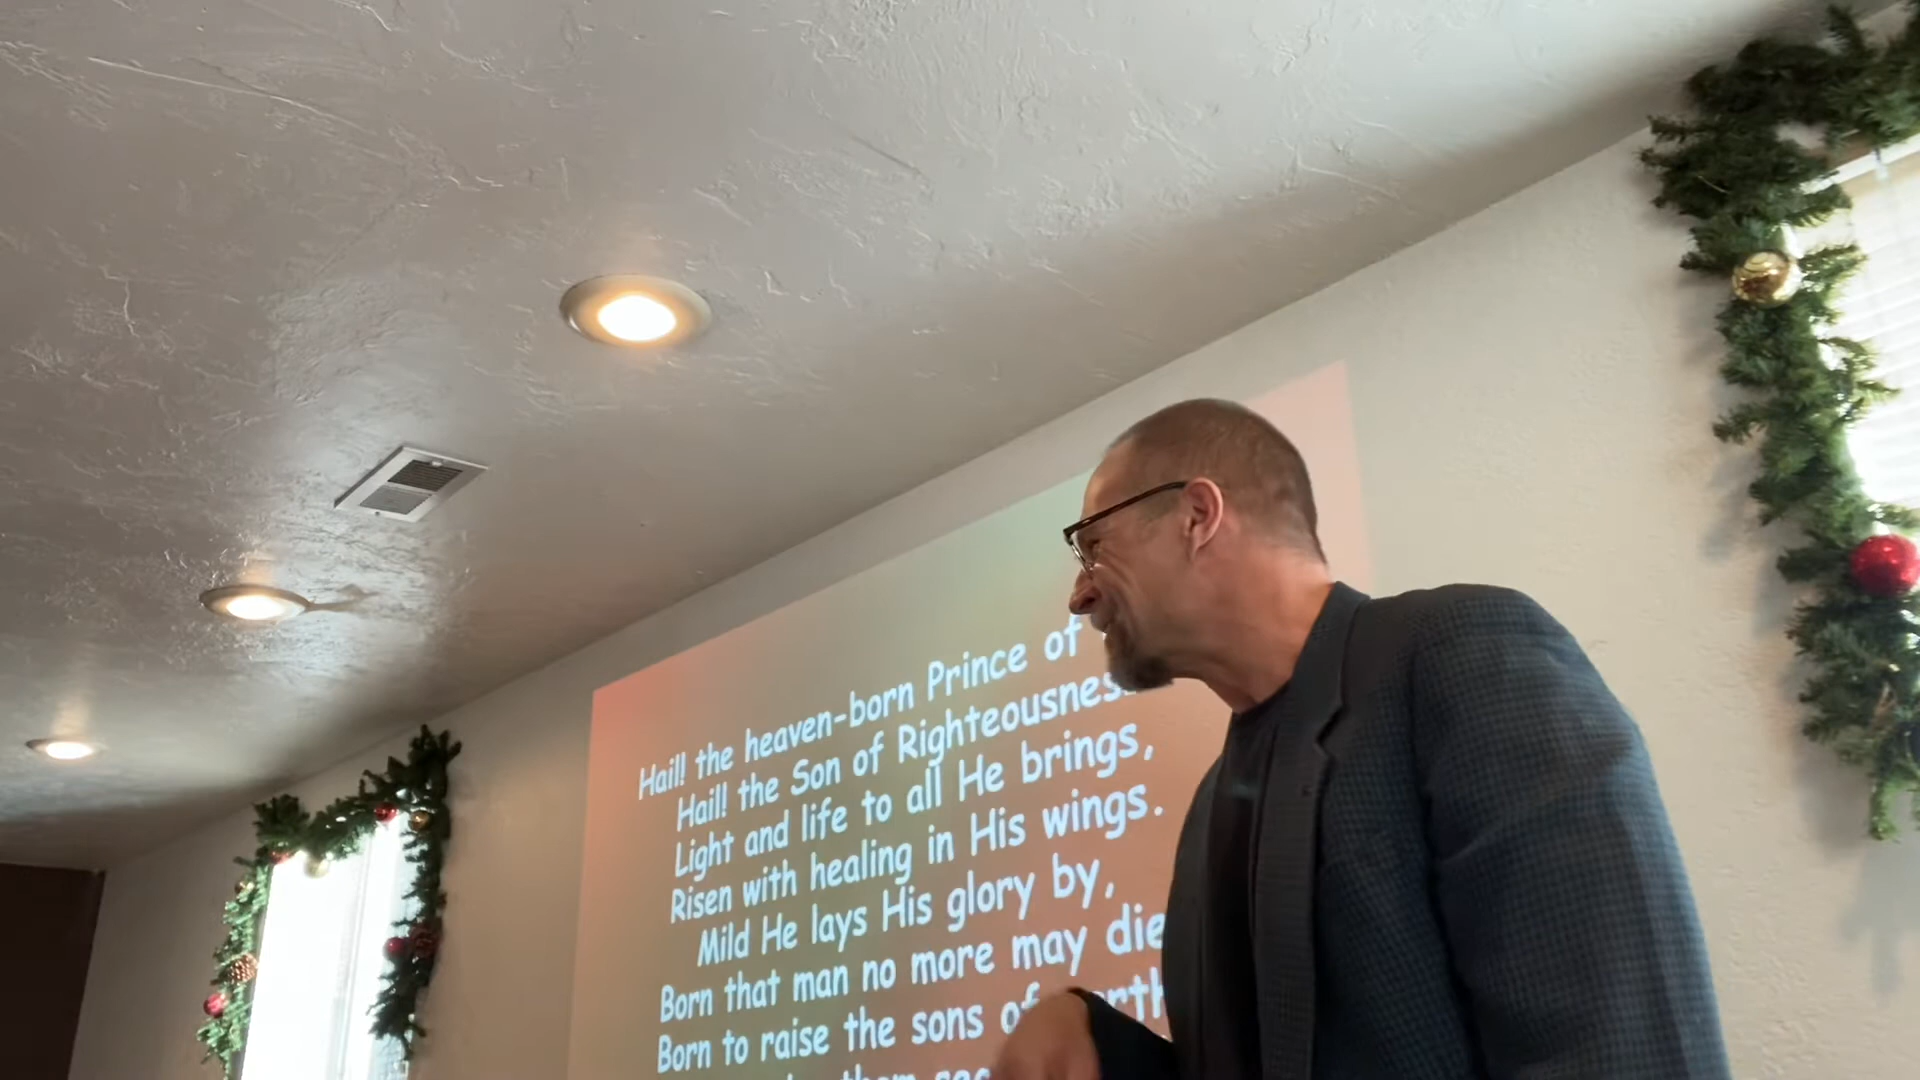 Hail! the heaven-born Prince of
Hail! the Son of Righteousness
Light and life to all He brings,
Risen with healing in His wings.
Mild He lays His glory by,
Born that man no more may die
Born to raise the sons of